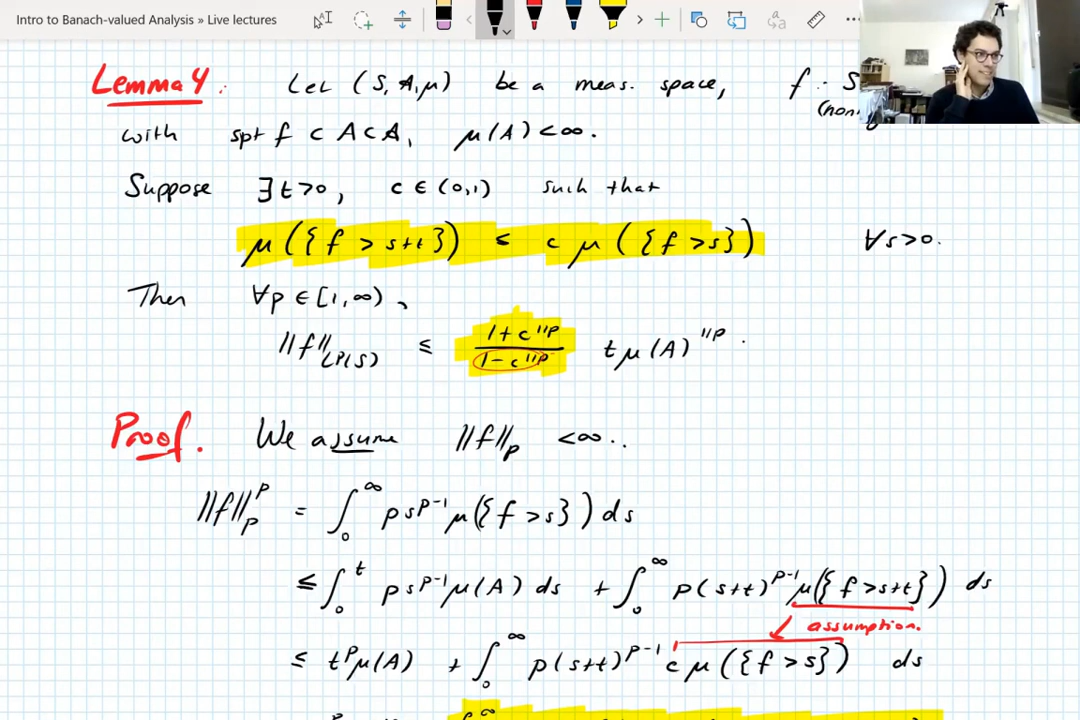 Intro to Banach-valued Analysis » Live lectures
Lemma 4: Let (S, A, μ) be a meas. space, f : S
with spt f ⊂ A ⊂ A, μ(A) < ∞.
Suppose ∃t>0, c ∈ (0,1) such that
μ({f > s+t}) ≤ c μ({f >s}) ∀s>0.
Then ∀p ∈ [1,∞),
‖f‖_{L^p(S)} ≤ (1+c^{1/p})/(1-c^{1/p}) t μ(A)^{1/p}.
Proof. We assume ‖f‖_p < ∞..
‖f‖_p^p = ∫_0^∞ p s^{p-1} μ({f >s}) ds
≤ ∫_0^t p s^{p-1} μ(A) ds + ∫_0^∞ p(s+t)^{p-1} μ({f >s+t}) ds
assumption.
≤ t^p μ(A) + ∫_0^∞ p(s+t)^{p-1} c μ({f >s}) ds